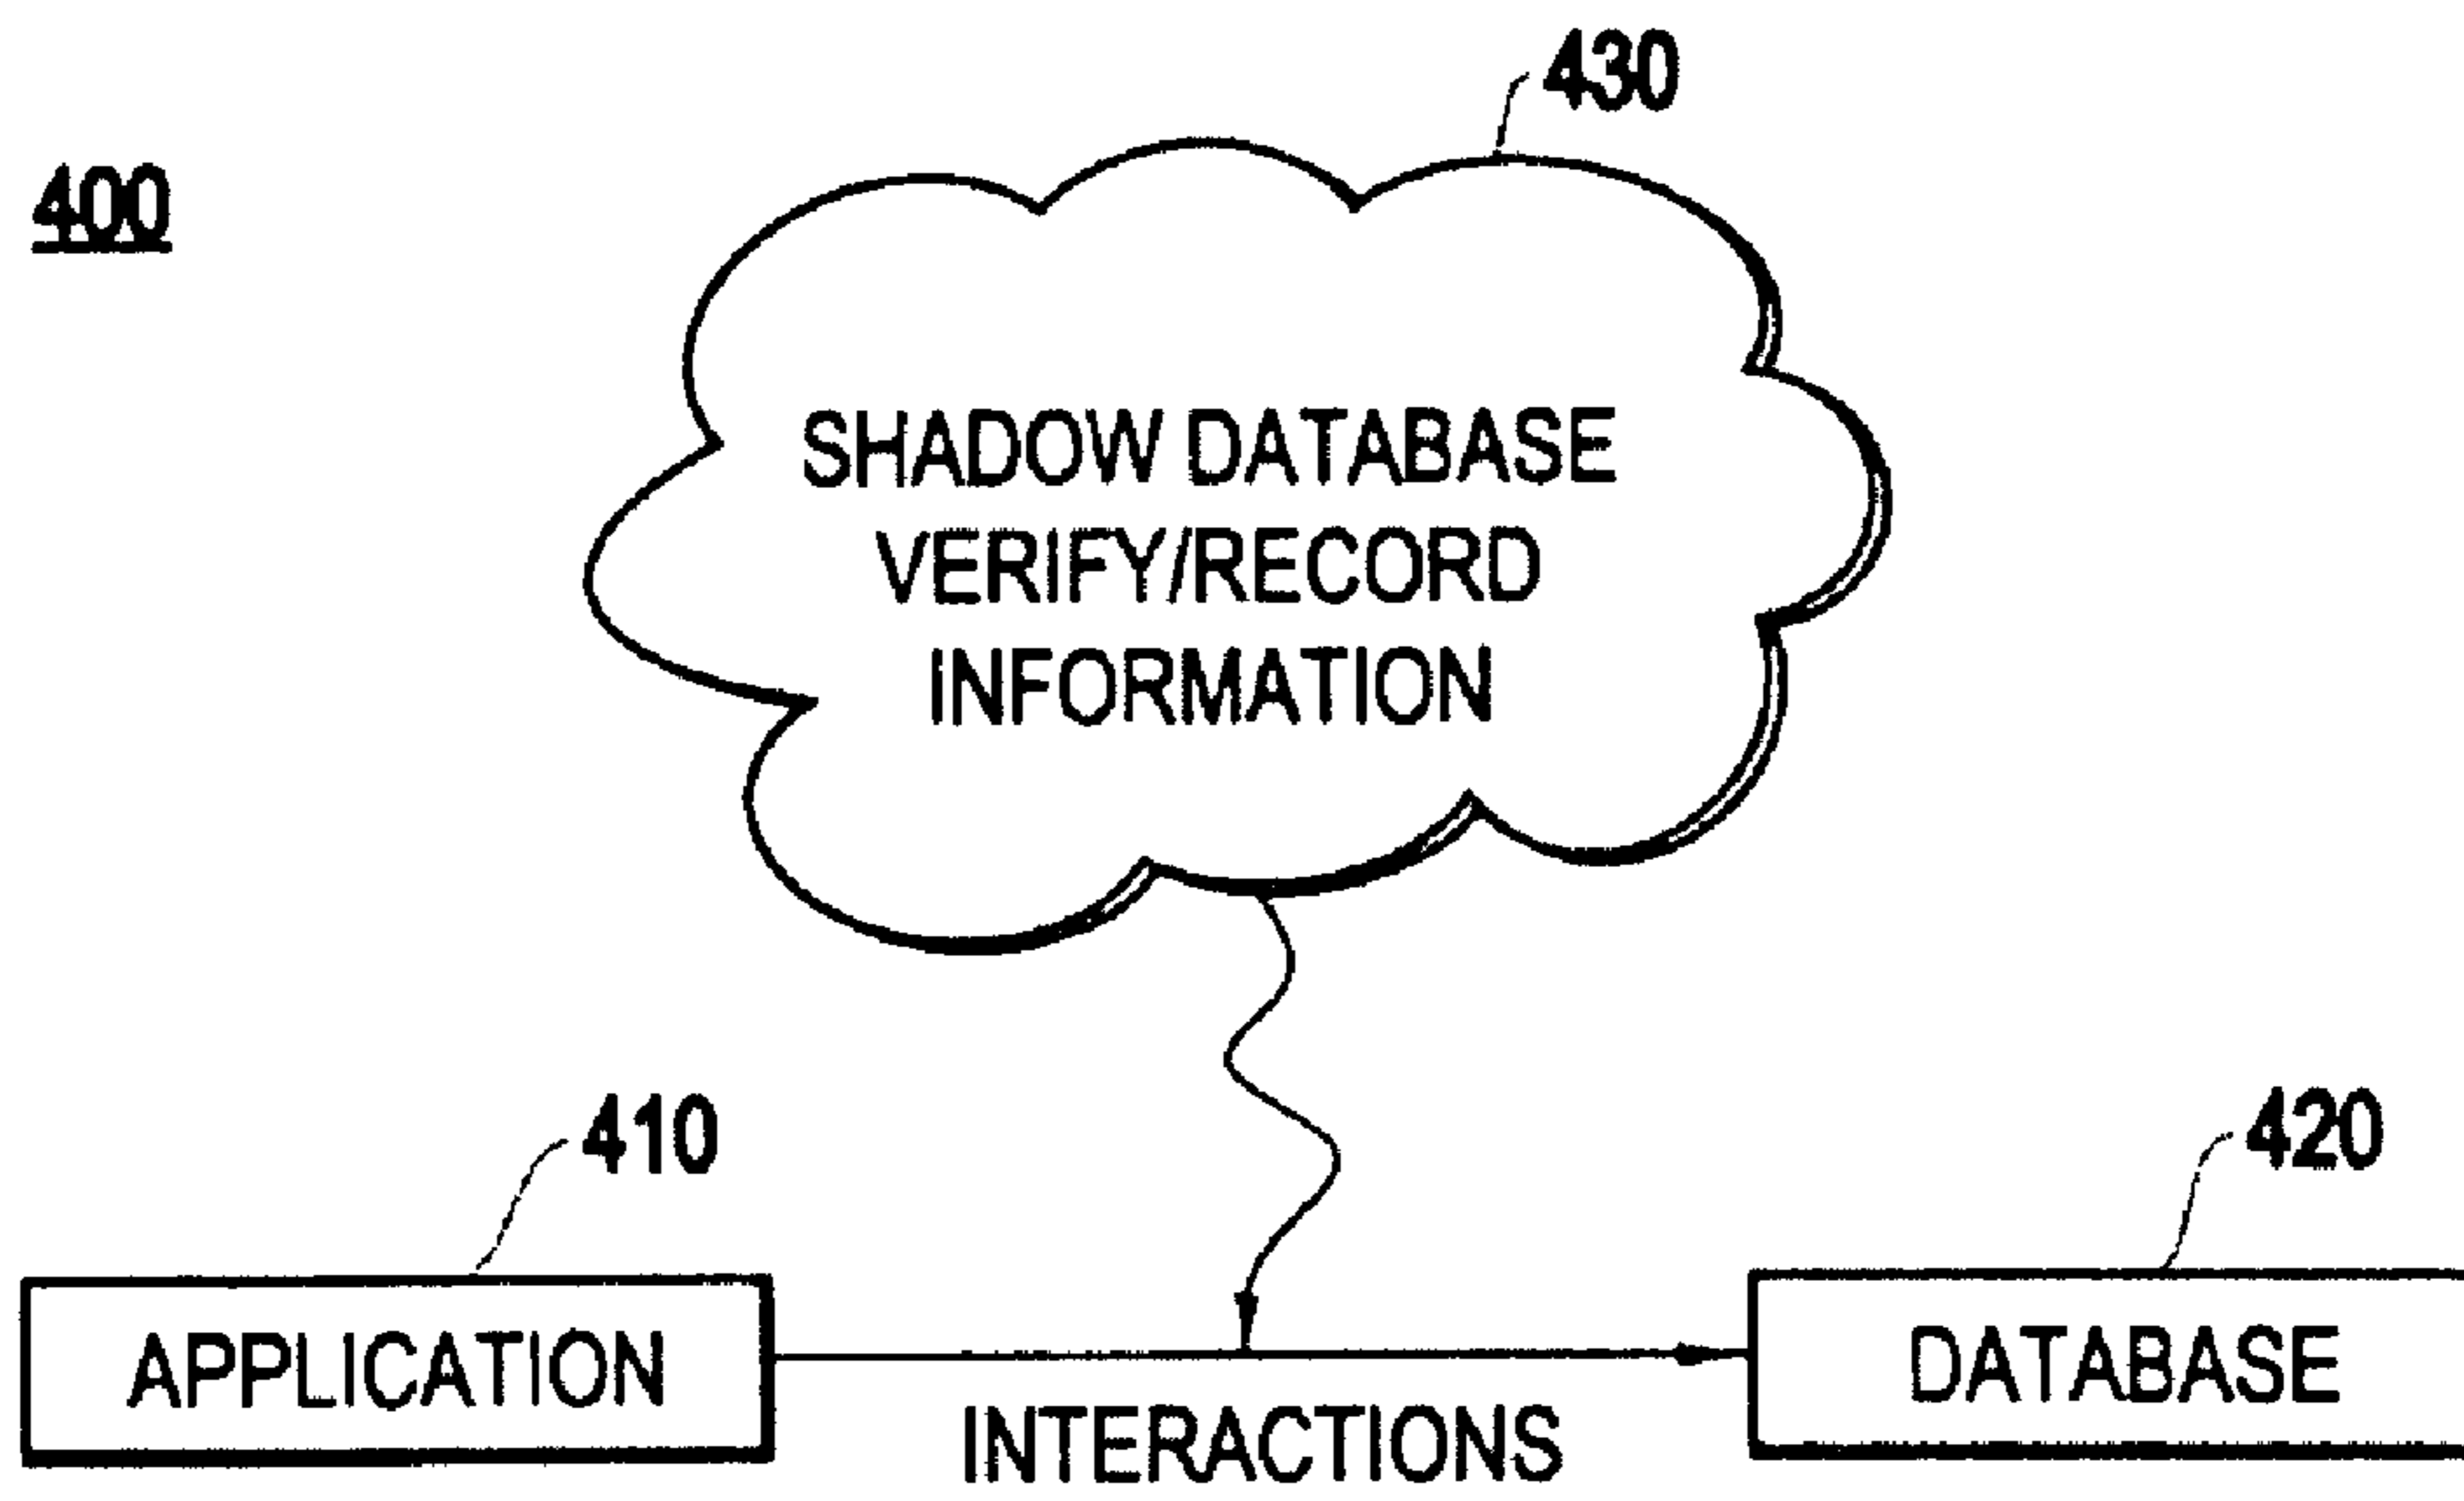 430
400
SHADOW DATABASE
VERIFY/RECORD
INFORMATION
410
420
APPLICATION
DATABASE
INTERACTIONS